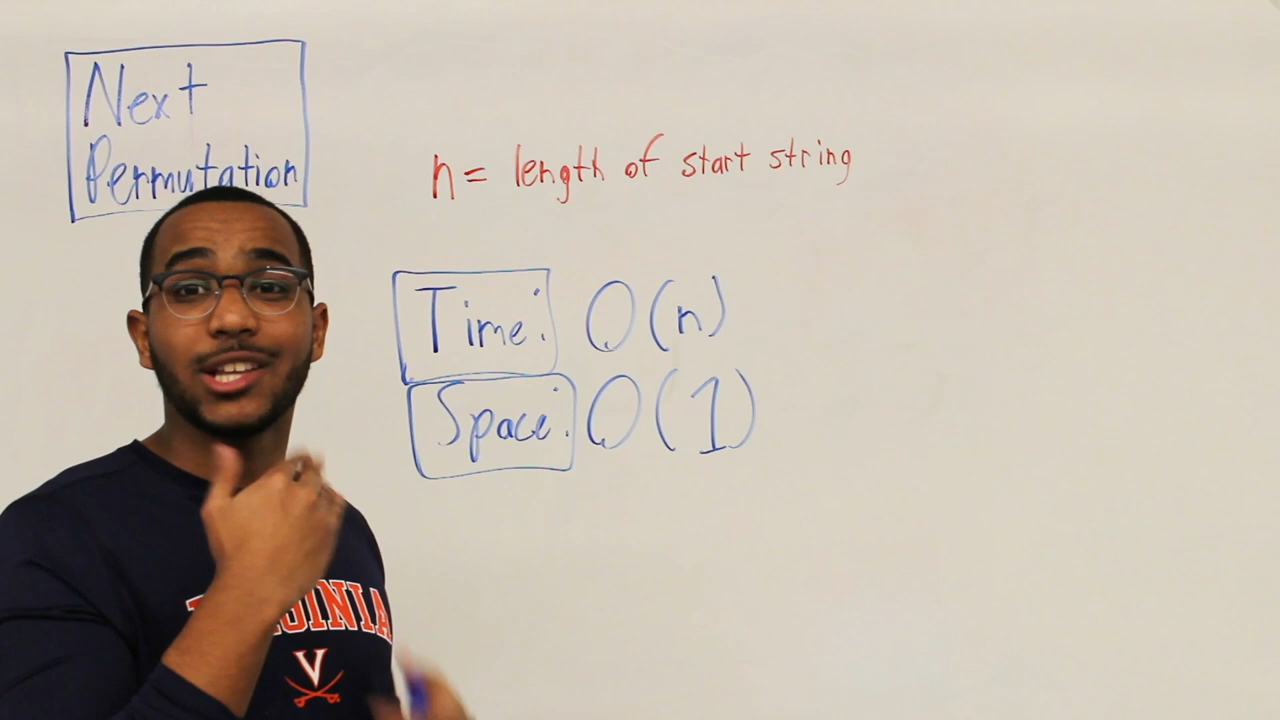 Next
Permutation
n = length of start string
Time: O(n)
Space: O(1)
V